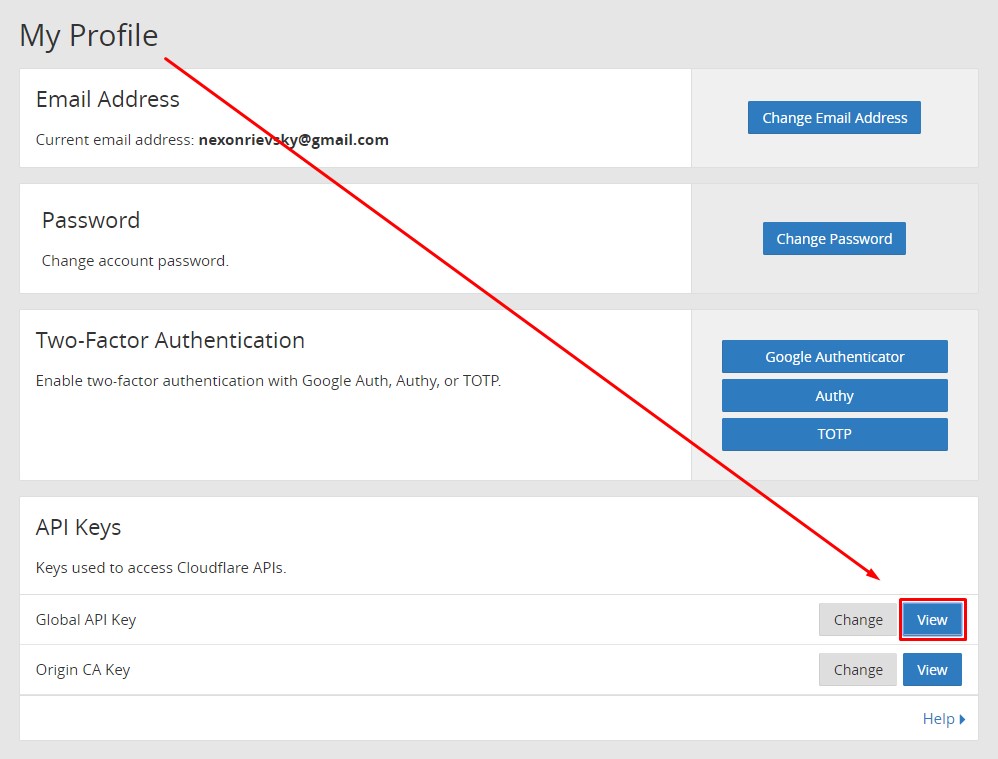 My Profile
Email Address
Current email address: nexonrievsky@gmail.com
Change Email Address
Password
Change account password.
Change Password
Two-Factor Authentication
Enable two-factor authentication with Google Auth, Authy, or TOTP.
Google Authenticator
Authy
TOTP
API Keys
Keys used to access Cloudflare APIs.
Global API Key
Change
View
Origin CA Key
Change
View
Help